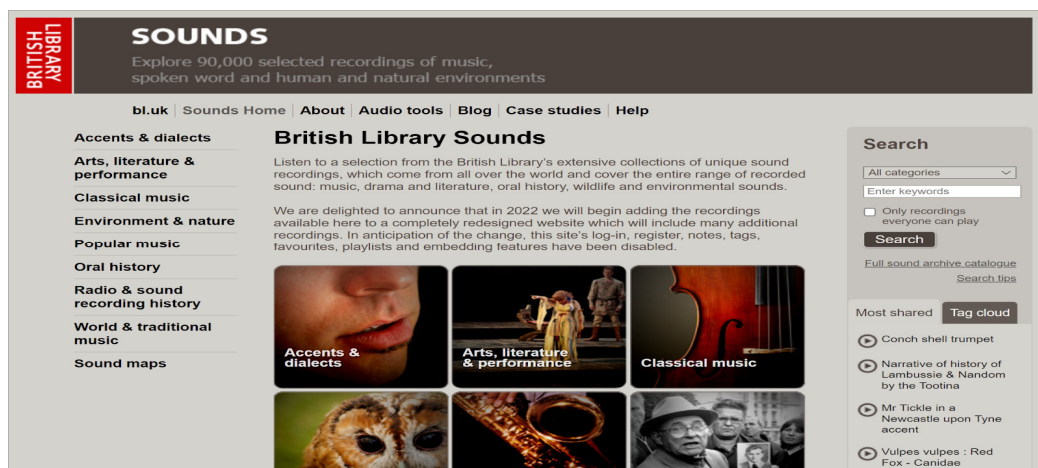 BRITISH
LIBRARY
SOUNDS
Explore 90,000 selected recordings of music,
spoken word and human and natural environments
bl.uk | Sounds Home | About | Audio tools | Blog | Case studies | Help
Accents & dialects
Arts, literature &
performance
Classical music
Environment & nature
Popular music
Oral history
Radio & sound
recording history
World & traditional
music
Sound maps
British Library Sounds
Listen to a selection from the British Library's extensive collections of unique sound
recordings, which come from all over the world and cover the entire range of recorded
sound: music, drama and literature, oral history, wildlife and environmental sounds.
We are delighted to announce that in 2022 we will begin adding the recordings
available here to a completely redesigned website which will include many additional
recordings. In anticipation of the change, this site's log-in, register, notes, tags,
favourites, playlists and embedding features have been disabled.
Accents &
dialects
Arts, literature
& performance
Classical music
Search
All categories
Enter keywords
Only recordings
everyone can play
Search
Full sound archive catalogue
Search tips
Most shared
Tag cloud
Conch shell trumpet
Narrative of history of
Lambussie & Nandom
by the Tootina
Mr Tickle in a
Newcastle upon Tyne
accent
Vulpes vulpes : Red
Fox - Canidae